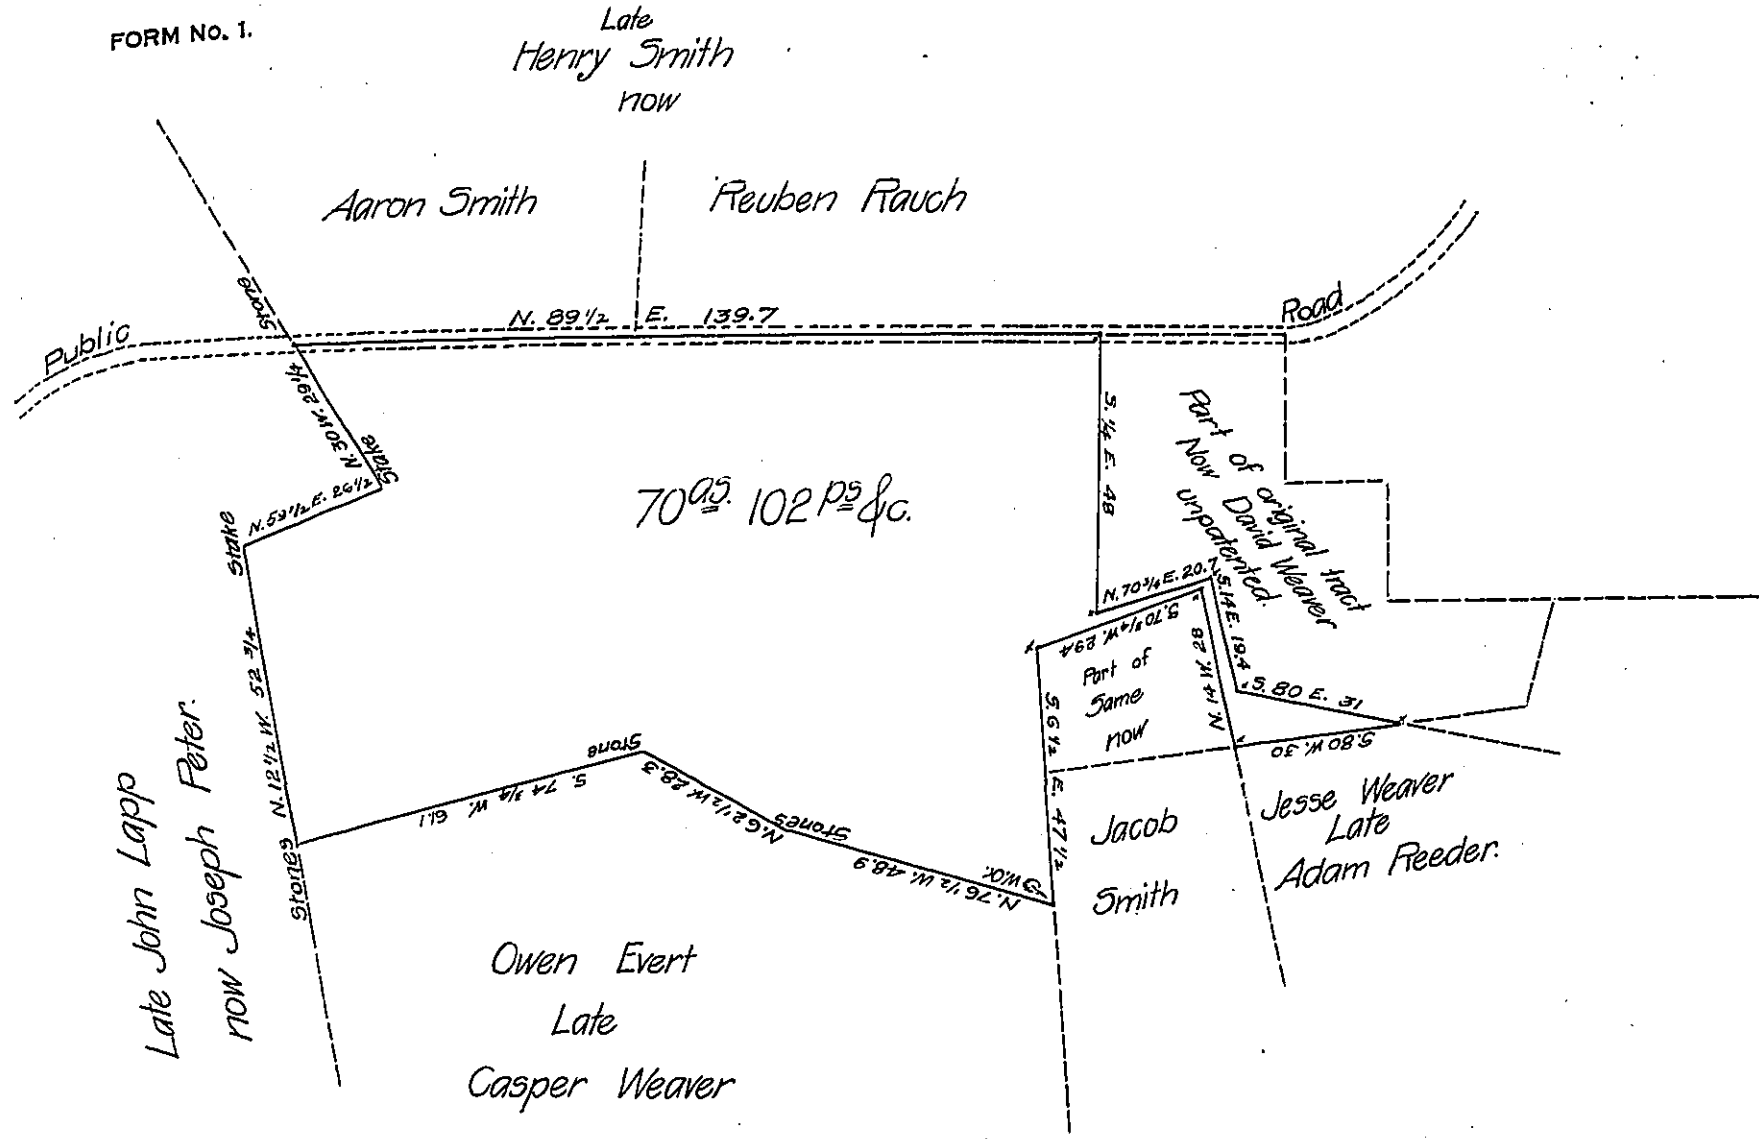 FORM No. 1.
Late
Henry Smith
now
Aaron Smith
Reuben Rauch
Public
N. 89 1/2 E. 139.7
Road
Stone
N. 30 W. 29 1/4
Stake
N. 59 1/2 E. 26 1/2
Stake
70 as. 102 ps &c.
S. 1/4 E. 48
Part of original tract
Now David Weaver
unpatented.
N. 70 3/4 E. 20.7
S. 14 E. 19.4
S. 70 3/4 W. 29.4
N. 14 W. 28
S. 80 E. 31
S. 80 W. 30
Part of
Same
now
Jacob
Smith
S. 6 1/2 E. 47 1/2
Jesse Weaver
Late
Adam Reeder.
N. 12 1/2 W. 52 3/4
Stones
S. 74 3/4 W. 61.1
Stone
N. 62 1/2 W. 28.3
Stones
N. 76 1/2 W. 48.9
W.O.
Late John Lapp
now Joseph Peter.
Owen Evert
Late
Casper Weaver